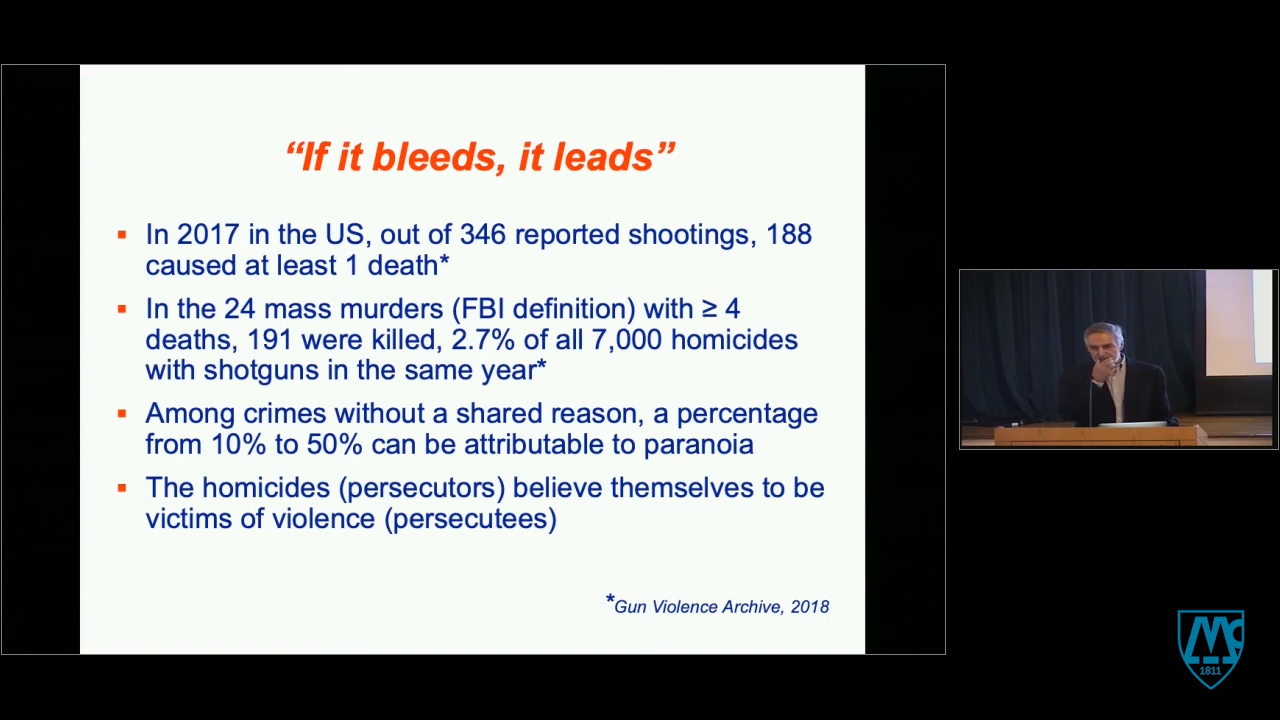 “If it bleeds, it leads”
▪ In 2017 in the US, out of 346 reported shootings, 188
caused at least 1 death*
▪ In the 24 mass murders (FBI definition) with ≥ 4
deaths, 191 were killed, 2.7% of all 7,000 homicides
with shotguns in the same year*
▪ Among crimes without a shared reason, a percentage
from 10% to 50% can be attributable to paranoia
▪ The homicides (persecutors) believe themselves to be
victims of violence (persecutees)
*Gun Violence Archive, 2018
Mc
1811